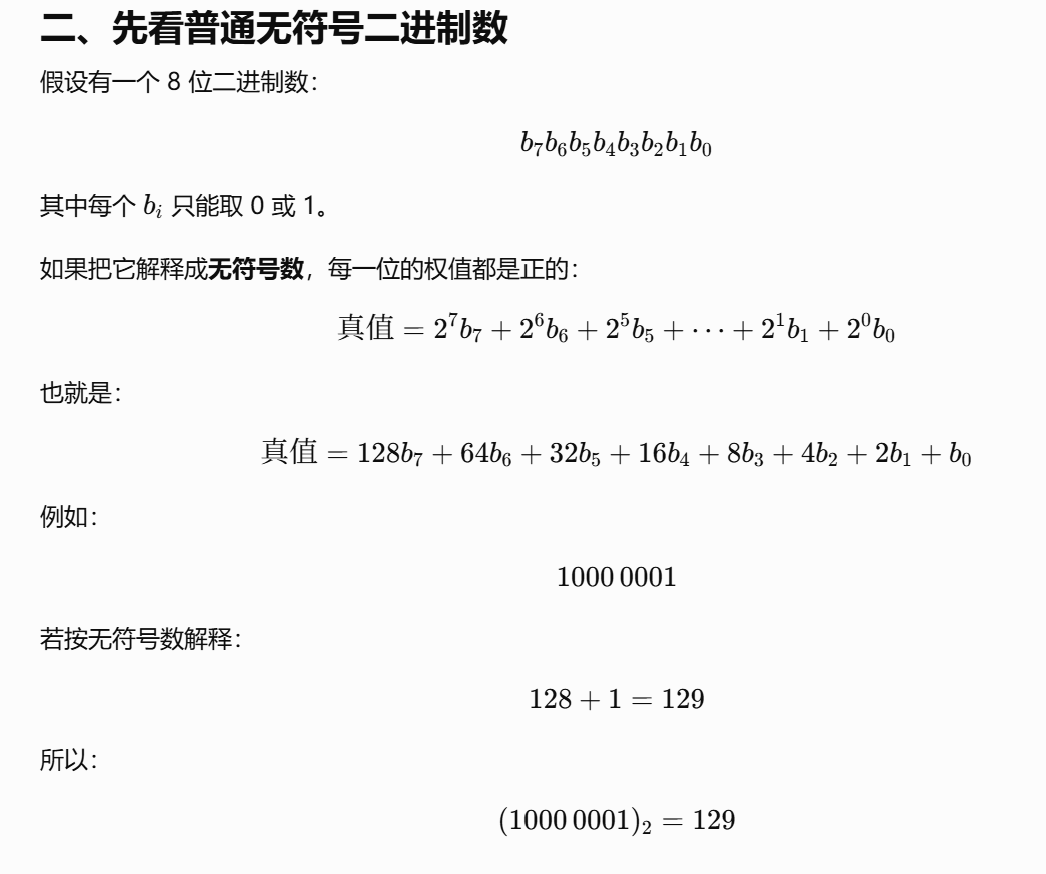 二、先看普通无符号二进制数
假设有一个 8 位二进制数：
b₇b₆b₅b₄b₃b₂b₁b₀
其中每个 bᵢ 只能取 0 或 1。
如果把它解释成无符号数，每一位的权值都是正的：
真值 = 2⁷b₇ + 2⁶b₆ + 2⁵b₅ + ⋯ + 2¹b₁ + 2⁰b₀
也就是：
真值 = 128b₇ + 64b₆ + 32b₅ + 16b₄ + 8b₃ + 4b₂ + 2b₁ + b₀
例如：
1000 0001
若按无符号数解释：
128 + 1 = 129
所以：
(1000 0001)₂ = 129